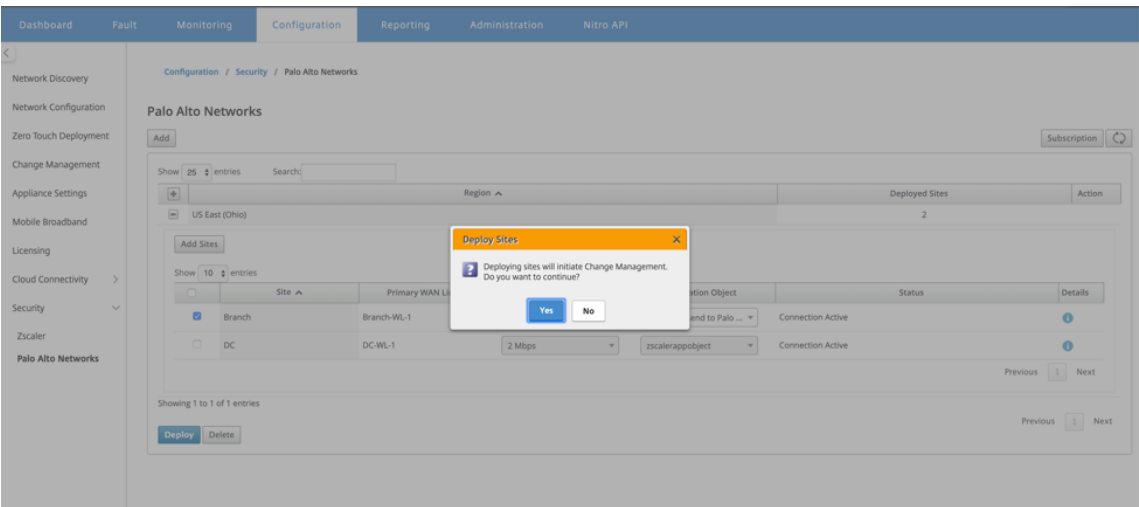 Dashboard Fault Monitoring Configuration Reporting Administration Nitro API
Configuration / Security / Palo Alto Networks
Network Discovery
Network Configuration
Zero Touch Deployment
Change Management
Appliance Settings
Mobile Broadband
Licensing
Cloud Connectivity
Security
Zscaler
Palo Alto Networks
Palo Alto Networks
Add Subscription
Show 25 entries Search:
Region Deployed Sites Action
US East (Ohio) 2
Add Sites
Show 10 entries
Site Primary WAN Object Status Details
Branch Branch-WL-1 to Palo ... Connection Active
DC DC-WL-1 2 Mbps zscalerappobject Connection Active
Previous 1 Next
Showing 1 to 1 of 1 entries
Previous 1 Next
Deploy Delete
Deploy Sites
Deploying sites will initiate Change Management.
Do you want to continue?
Yes No